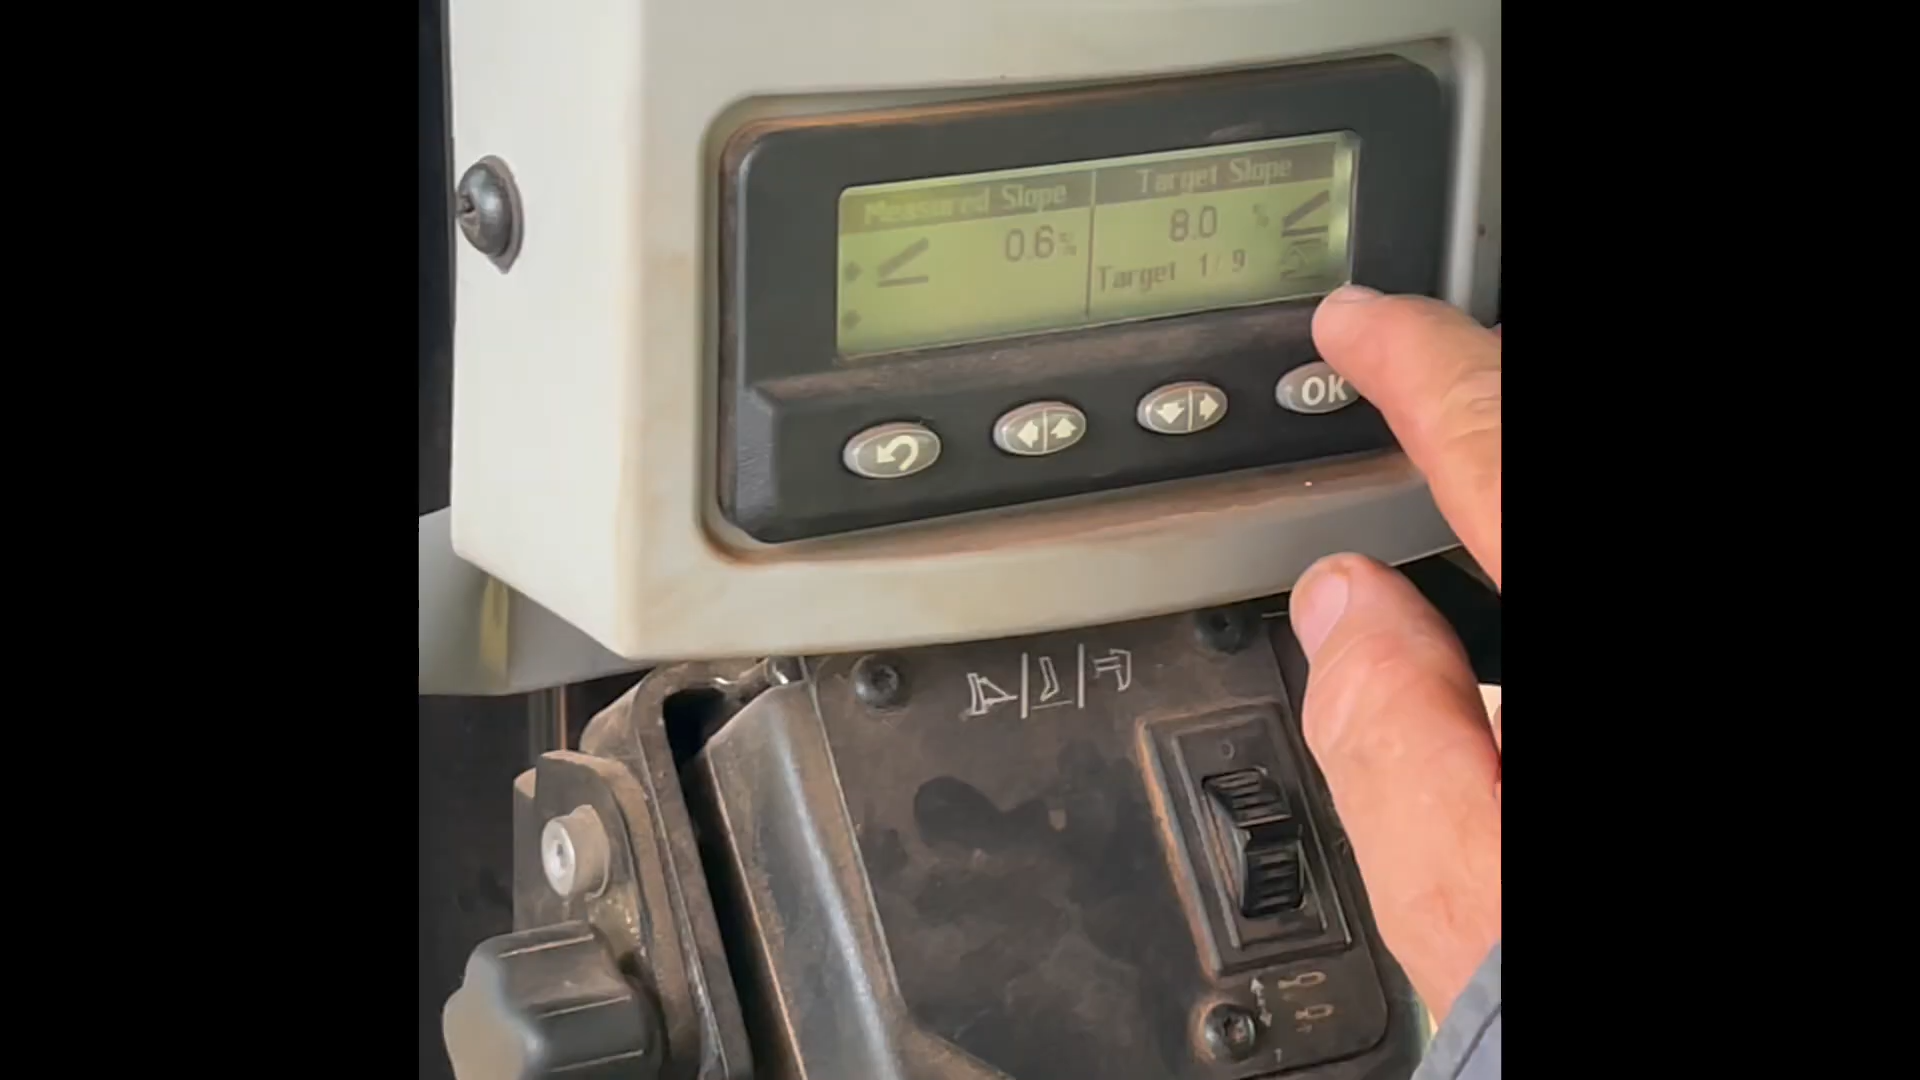 Measured Slope
Target Slope
0.6%
8.0 %
Target 1/9
OK